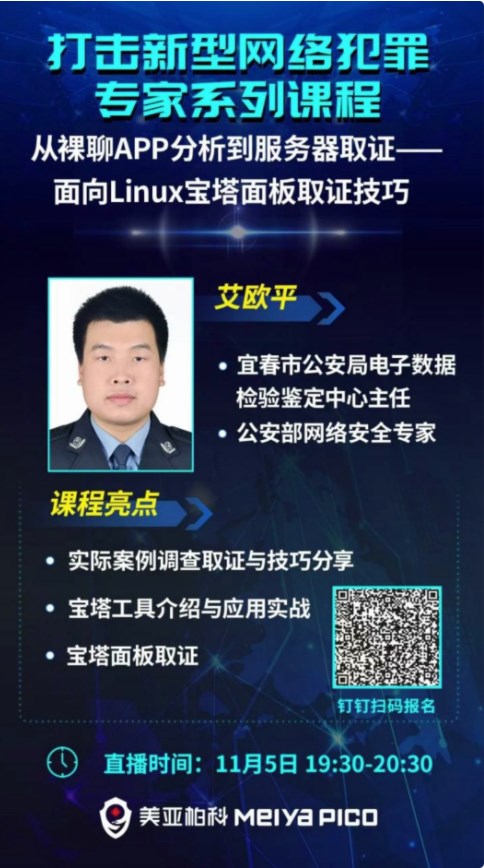 打击新型网络犯罪
专家系列课程
从裸聊APP分析到服务器取证——
面向Linux宝塔面板取证技巧
艾欧平
宜春市公安局电子数据
检验鉴定中心主任
公安部网络安全专家
课程亮点
实际案例调查取证与技巧分享
宝塔工具介绍与应用实战
宝塔面板取证
钉钉扫码报名
直播时间：11月5日 19:30-20:30
美亚柏科 MEIYA PICO